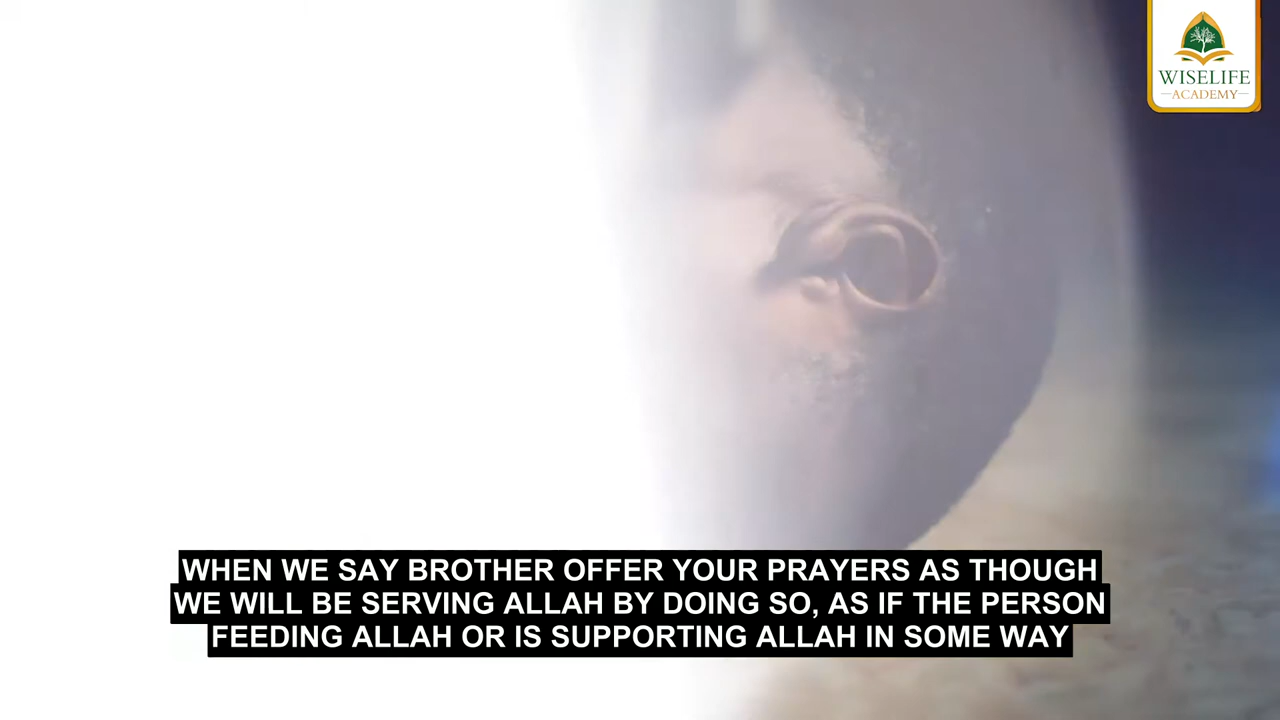 WISELIFE
ACADEMY
WHEN WE SAY BROTHER OFFER YOUR PRAYERS AS THOUGH
WE WILL BE SERVING ALLAH BY DOING SO, AS IF THE PERSON
FEEDING ALLAH OR IS SUPPORTING ALLAH IN SOME WAY